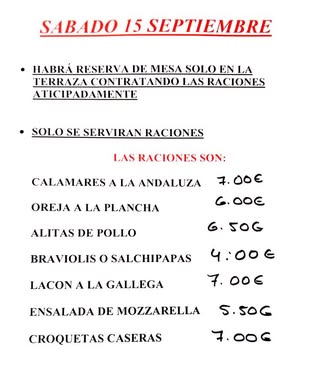 SABADO 15 SEPTIEMBRE
• HABRÁ RESERVA DE MESA SOLO EN LA
TERRAZA CONTRATANDO LAS RACIONES
ATICIPADAMENTE
• SOLO SE SERVIRAN RACIONES
LAS RACIONES SON:
CALAMARES A LA ANDALUZA 7.00€
OREJA A LA PLANCHA 6.00€
ALITAS DE POLLO 6.50€
BRAVIOLIS O SALCHIPAPAS 4:00€
LACON A LA GALLEGA 7.00€
ENSALADA DE MOZZARELLA 5.50€
CROQUETAS CASERAS 7.00€